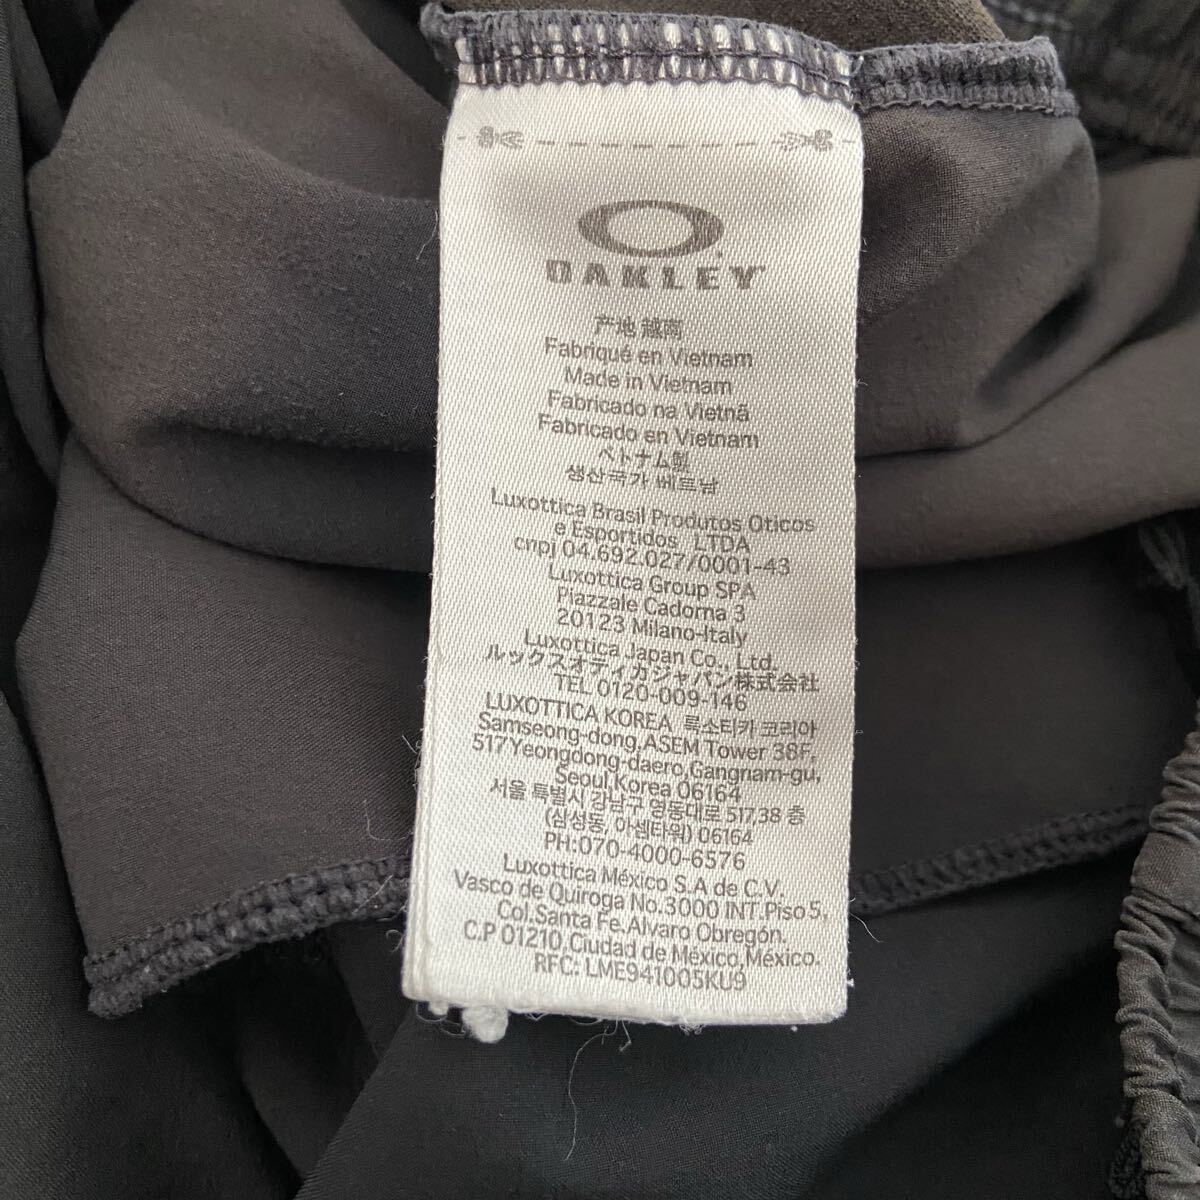 OAKLEY
产地 越南
Fabriqué en Vietnam
Made in Vietnam
Fabricado na Vietnã
Fabricado en Vietnam
ベトナム製
생산국가 베트남
Luxottica Brasil Produtos Oticos
e Esportidos, LTDA
cnpj 04.692.027/0001-43
Luxottica Group SPA
Piazzale Cadorna 3
20123 Milano-Italy
Luxottica Japan Co., Ltd.
ルックスオティカジャパン株式会社
TEL 0120-009-146
LUXOTTICA KOREA 룩소티카 코리아
Samseong-dong,ASEM Tower 38F,
517Yeongdong-daero,Gangnam-gu,
Seoul,Korea 06164
서울 특별시 강남구 영동대로 517,38 층
(삼성동, 아셈타워) 06164
PH:070-4000-6576
Luxottica México S.A de C.V.
Vasco de Quiroga No.3000 INT.Piso 5,
Col.Santa Fe, Alvaro Obregón.
C.P 01210, Ciudad de México, México.
RFC: LME941005KU9